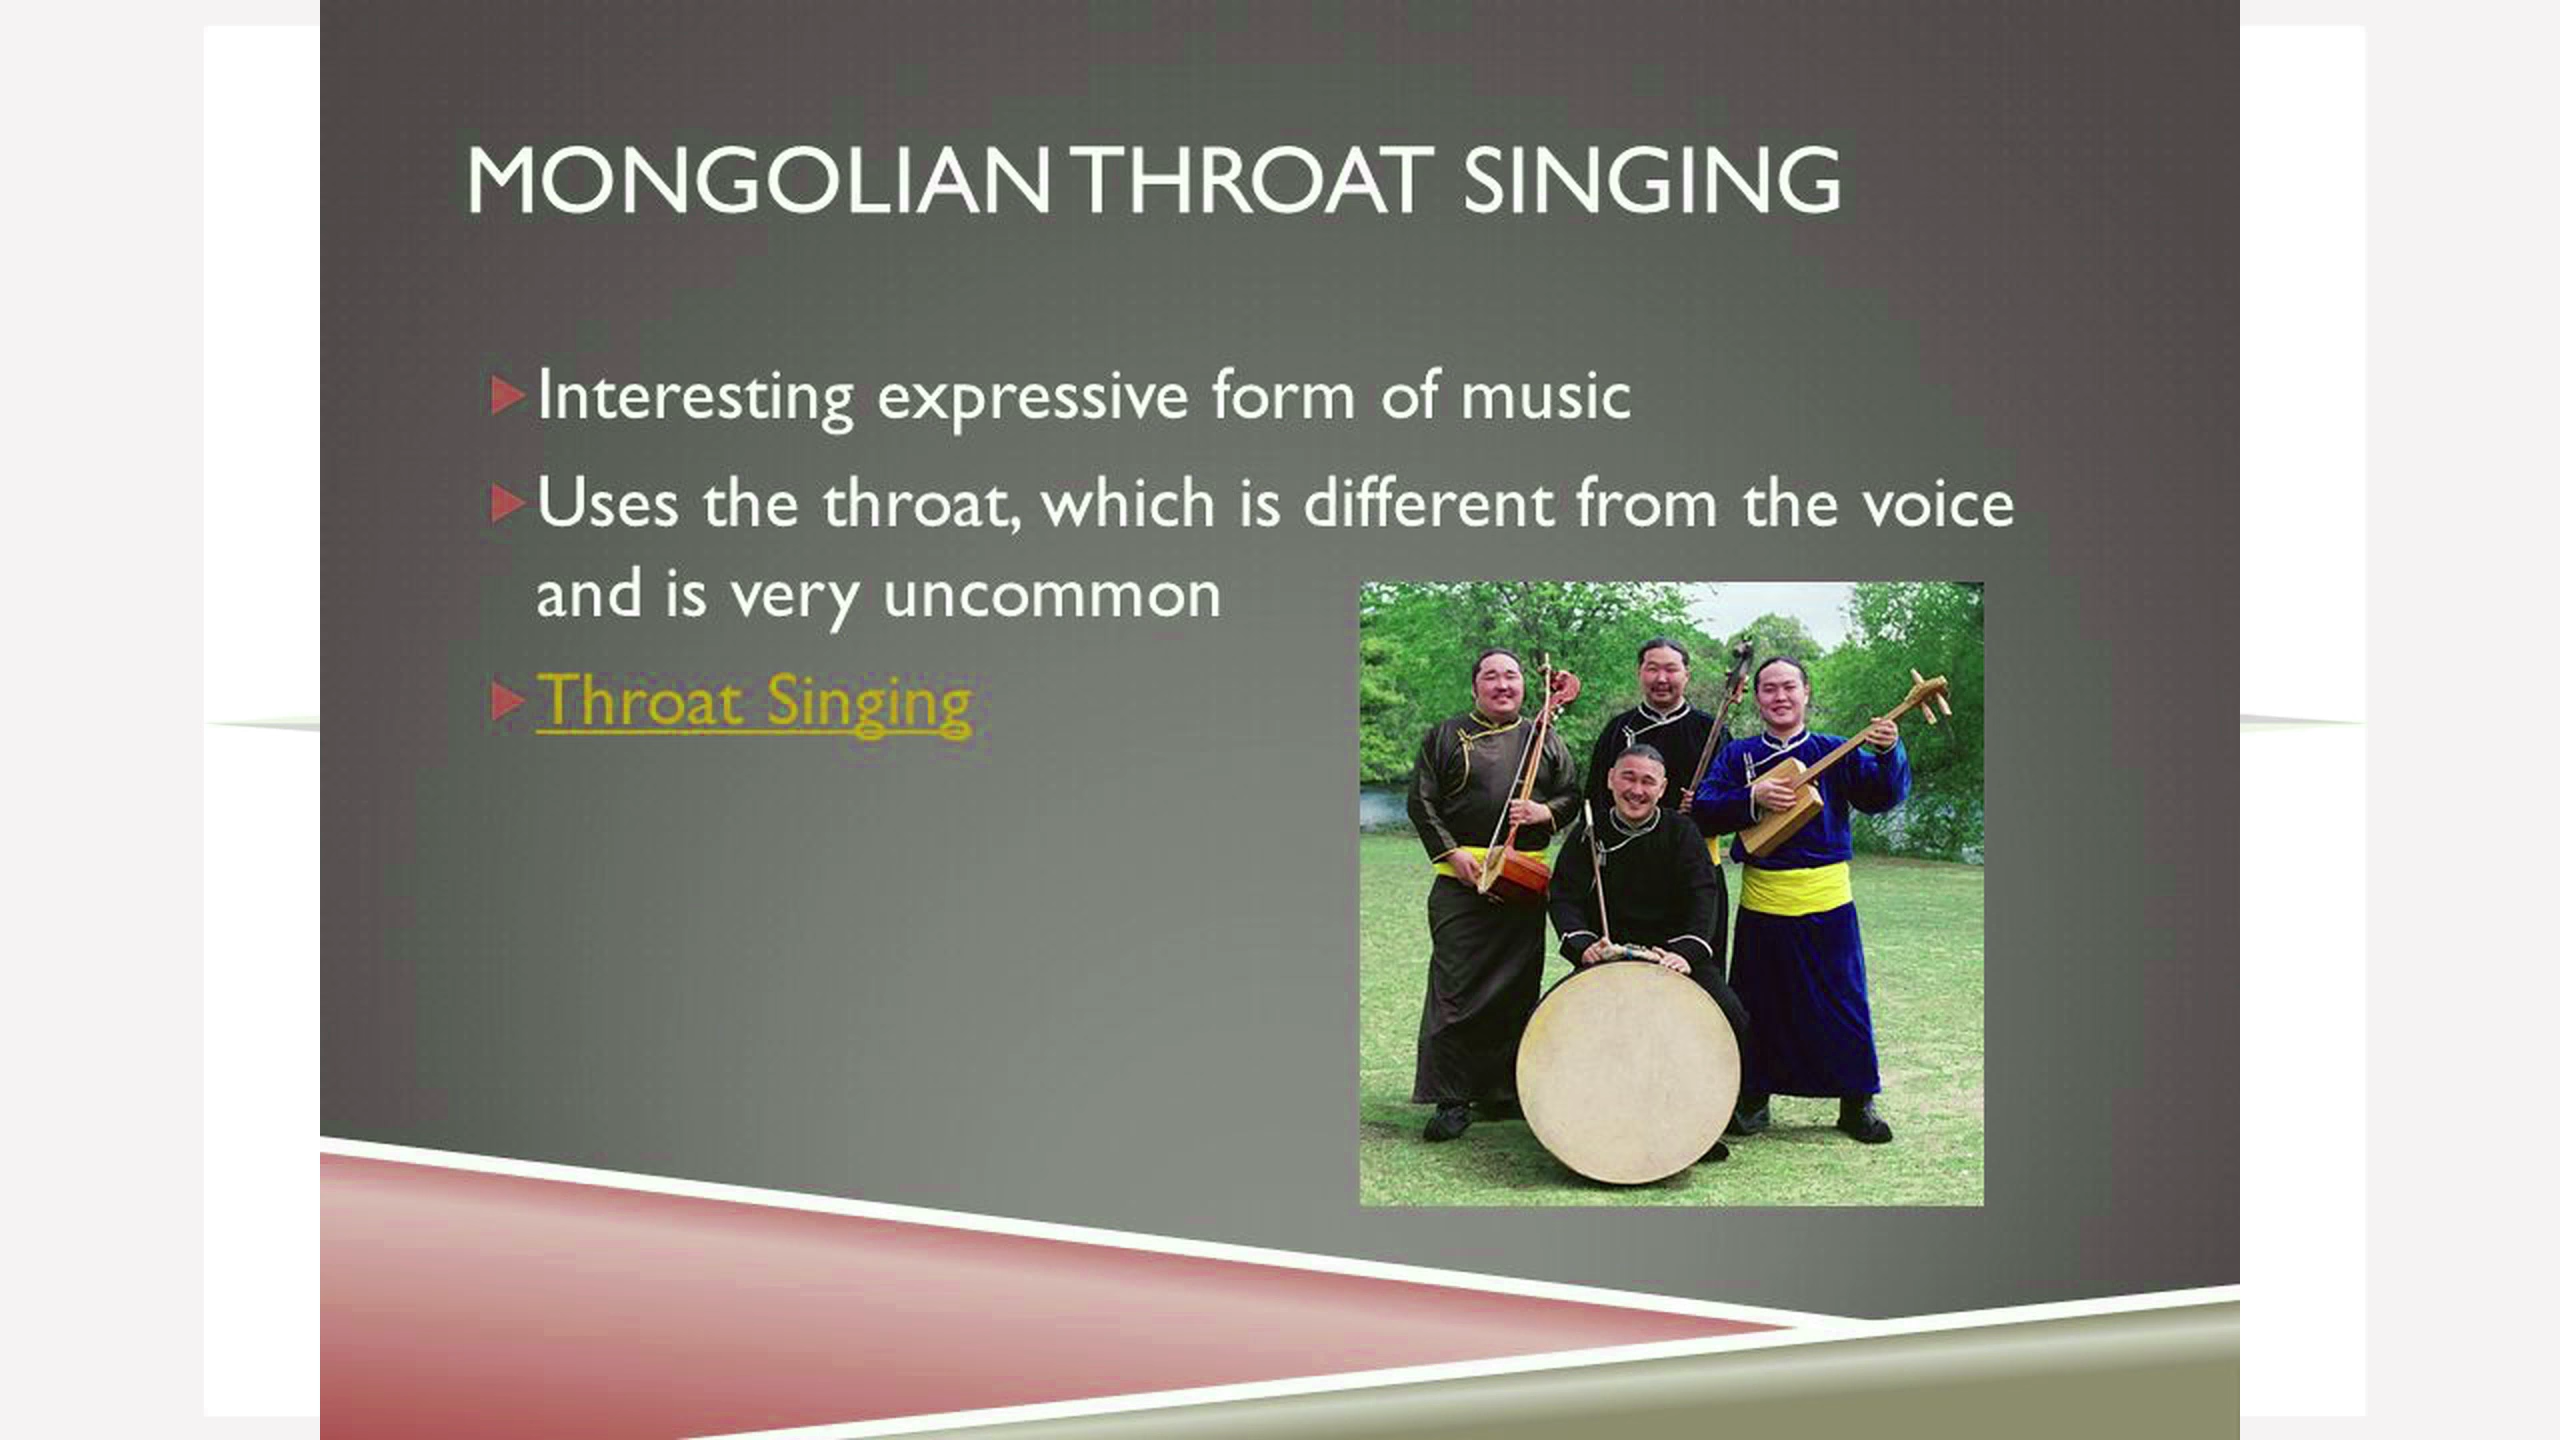 MONGOLIAN THROAT SINGING
Interesting expressive form of music
Uses the throat, which is different from the voice
and is very uncommon
Throat Singing